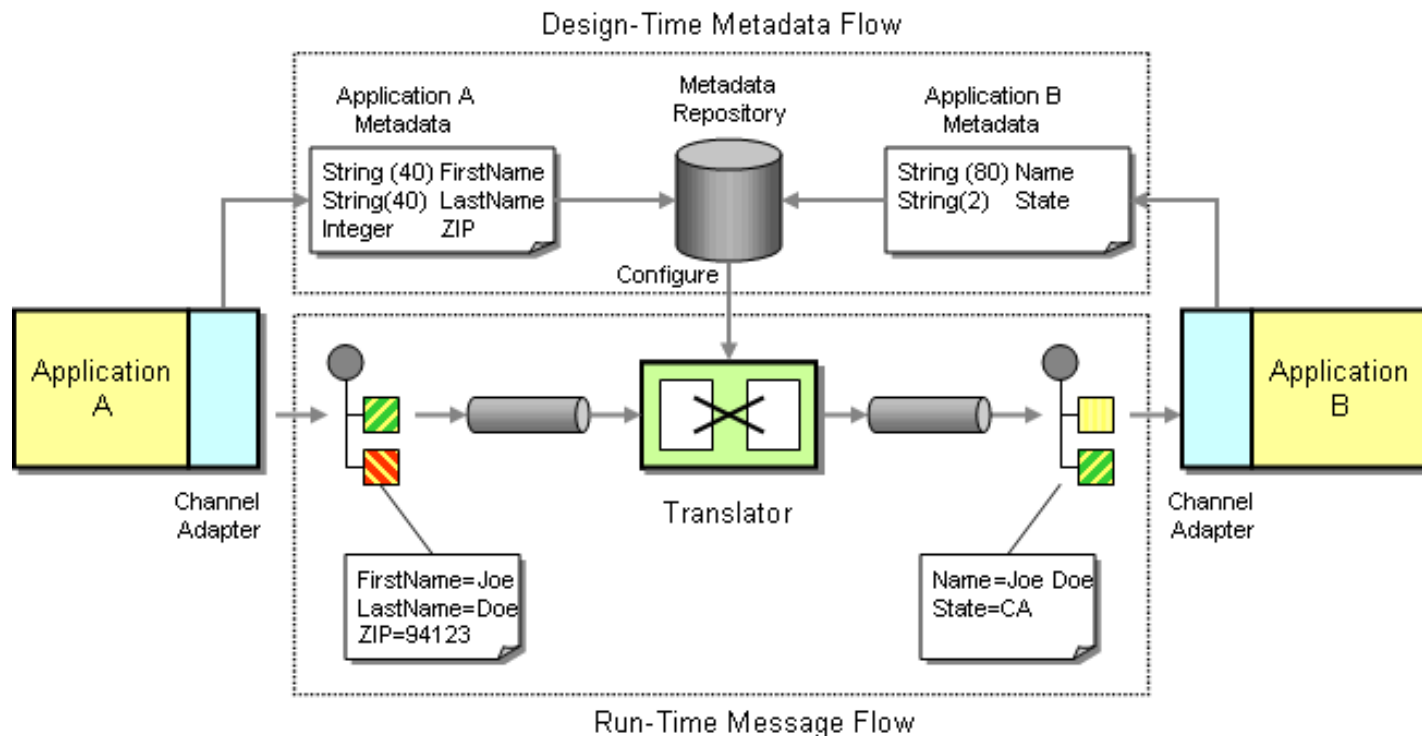 Design-Time Metadata Flow
Application A
Metadata
String (40) FirstName
String(40) LastName
Integer ZIP
Metadata
Repository
Application B
Metadata
String (80) Name
String(2) State
Configure
Application
A
Channel
Adapter
Translator
Application
B
Channel
Adapter
FirstName=Joe
LastName=Doe
ZIP=94123
Name=Joe Doe
State=CA
Run-Time Message Flow